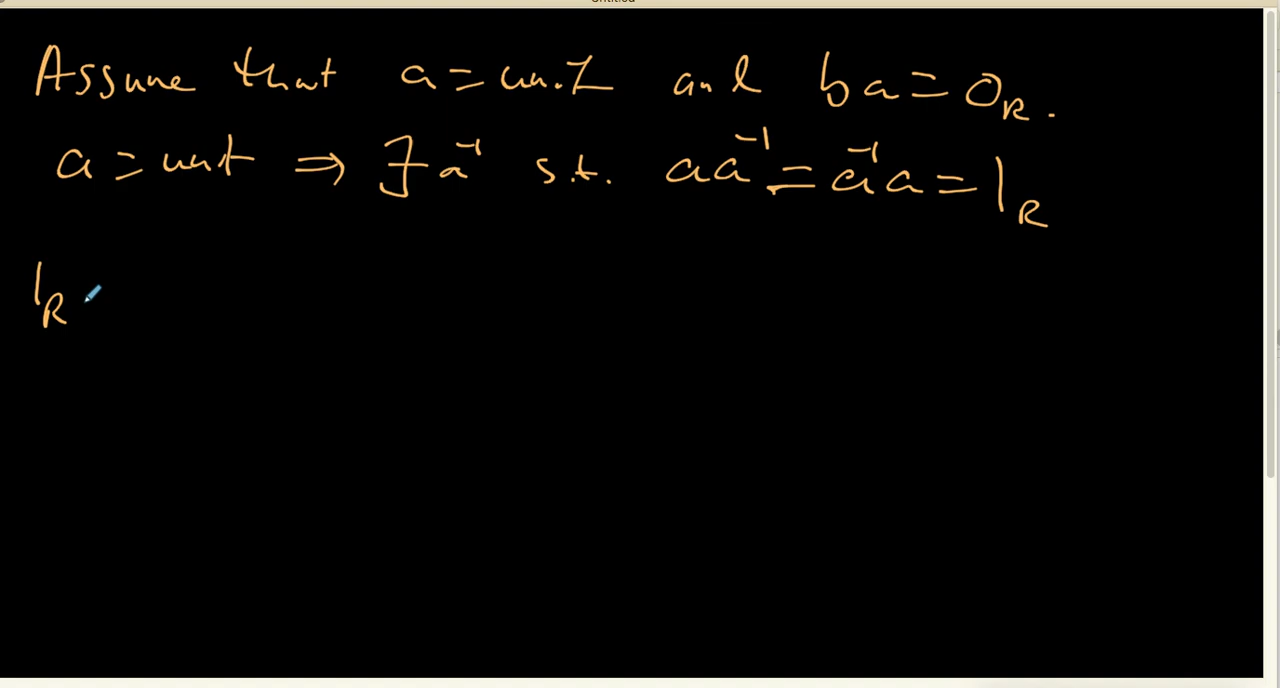 Assume that a = unit and ba = 0_R.
a = unit ⇒ ∃ a⁻¹ s.t. aa⁻¹ = a⁻¹a = 1_R
1_R